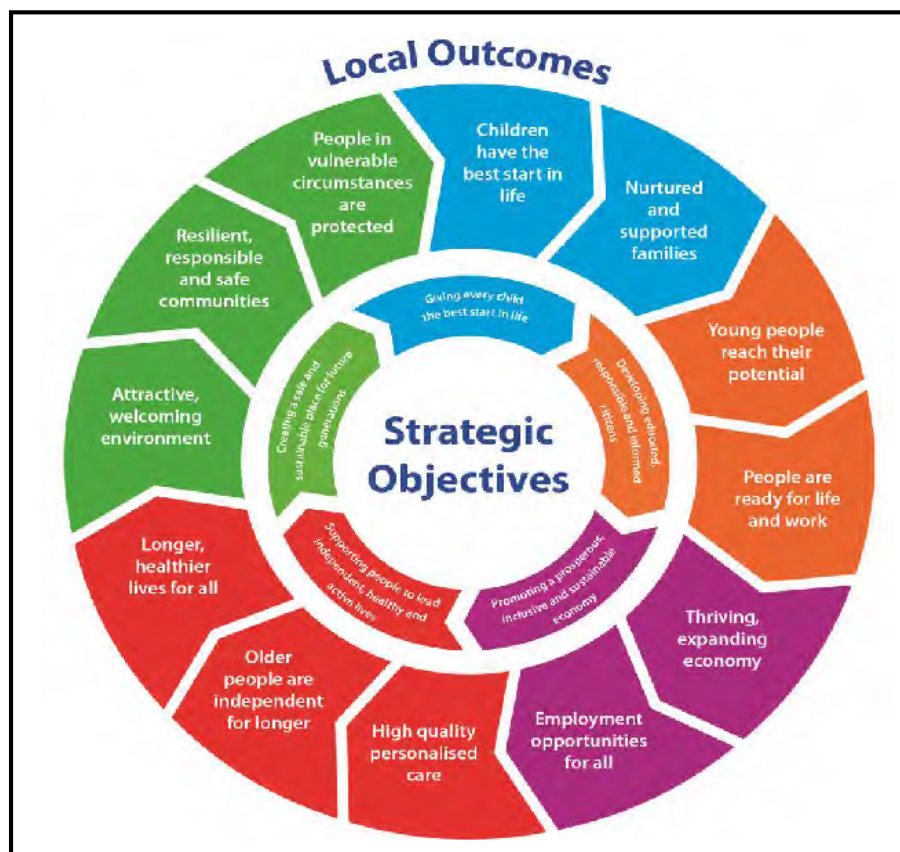 Local Outcomes
Children
have the
best start in
life
Nurtured
and
supported
families
Young people
reach their
potential
People are
ready for life
and work
Thriving,
expanding
economy
Employment
opportunities
for all
High quality
personalised
care
Older
people are
independent
for longer
Longer,
healthier
lives for all
Attractive,
welcoming
environment
Resilient,
responsible
and safe
communities
People in
vulnerable
circumstances
are
protected
Giving every child
the best start in life
Developing educated,
responsible and informed
citizens
Promoting a prosperous,
inclusive and sustainable
economy
Supporting people to lead
independent, healthy and
active lives
Creating a safe and
sustainable place for future
generations
Strategic
Objectives